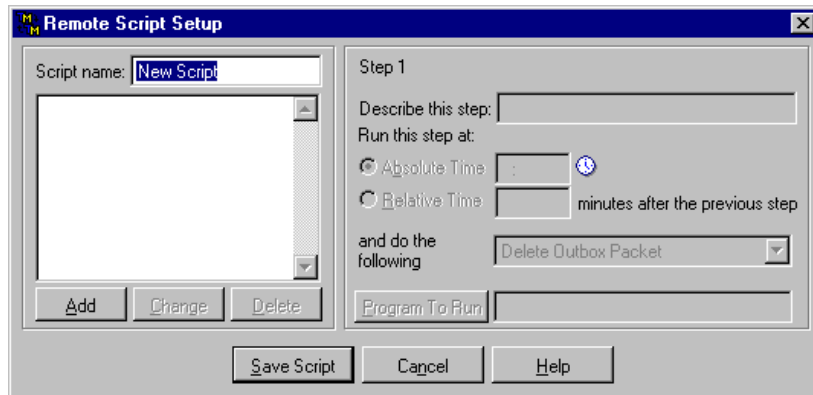 Remote Script Setup
Script name: New Script
Add Change Delete
Step 1
Describe this step:
Run this step at:
Absolute Time :
Relative Time minutes after the previous step
and do the
following
Delete Outbox Packet
Program To Run
Save Script Cancel Help